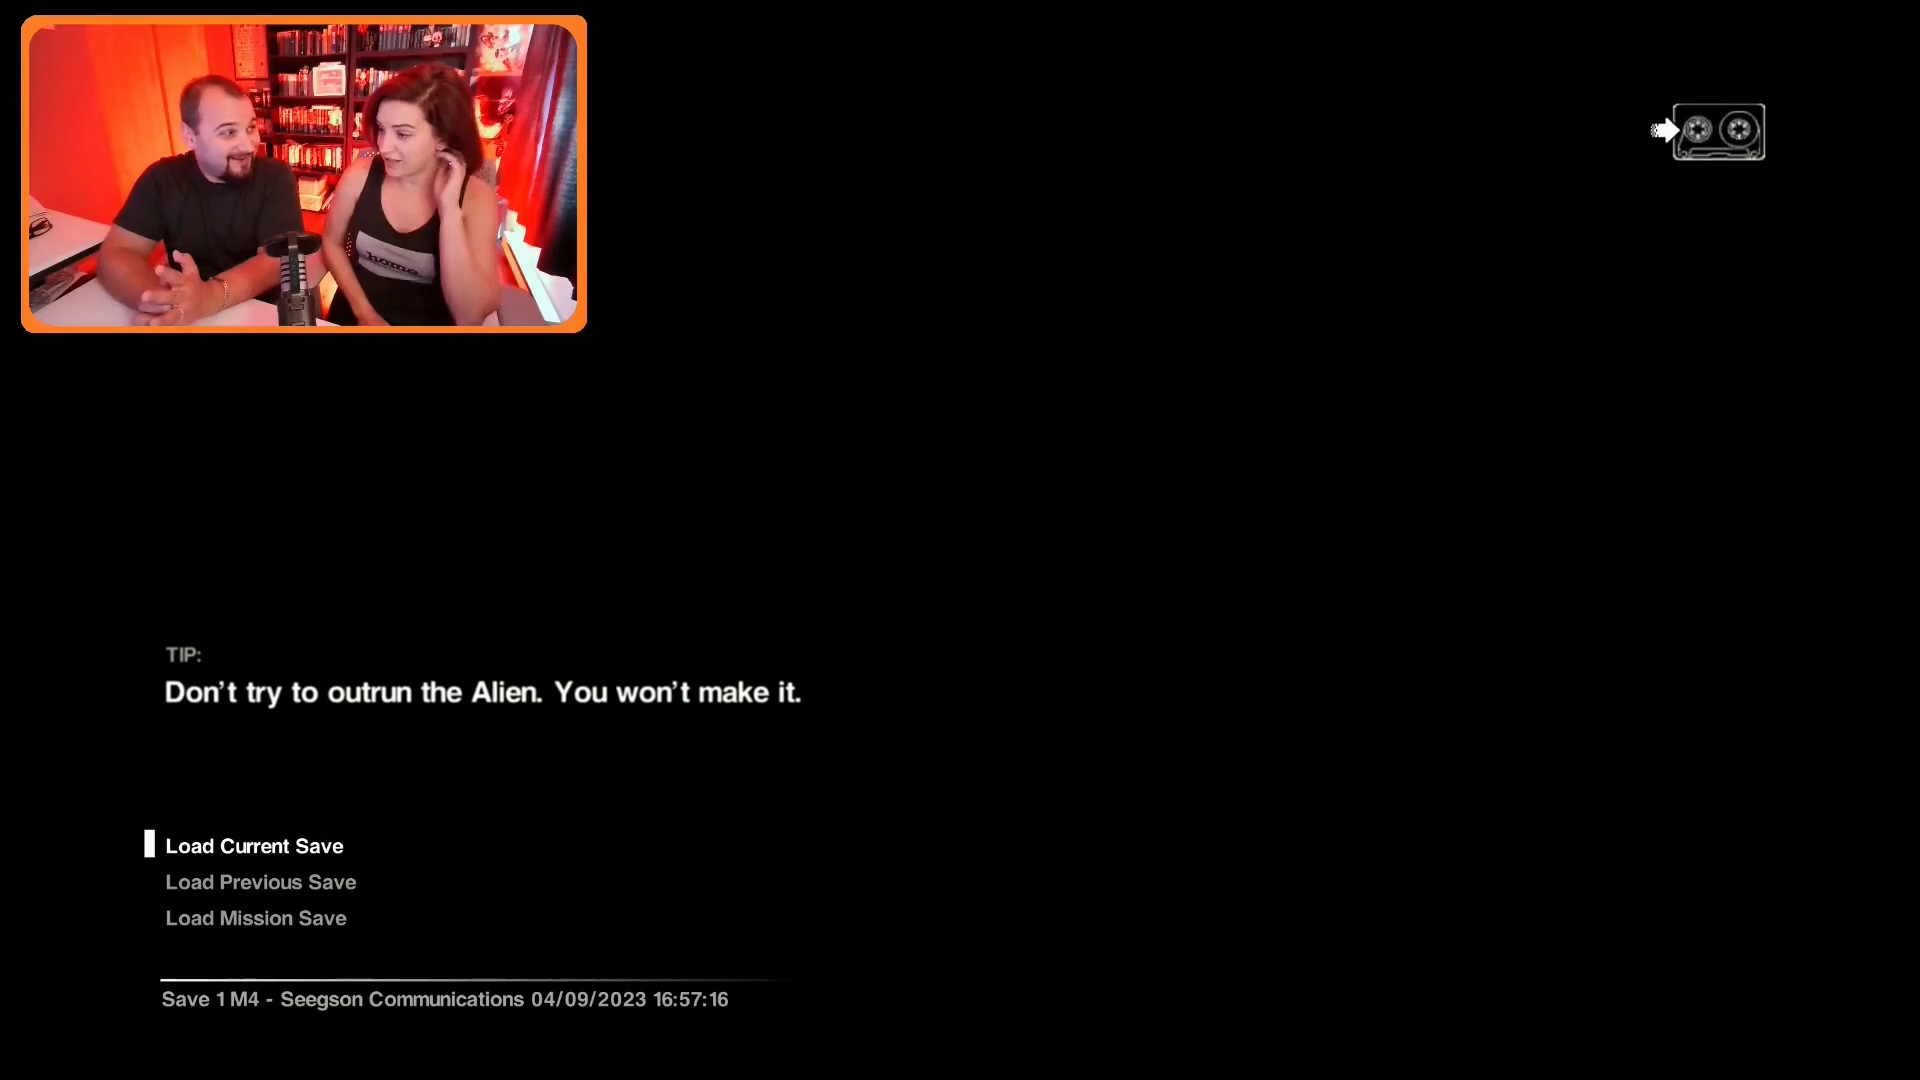 home.
TIP:
Don't try to outrun the Alien. You won't make it.
Load Current Save
Load Previous Save
Load Mission Save
Save 1 M4 - Seegson Communications 04/09/2023 16:57:16